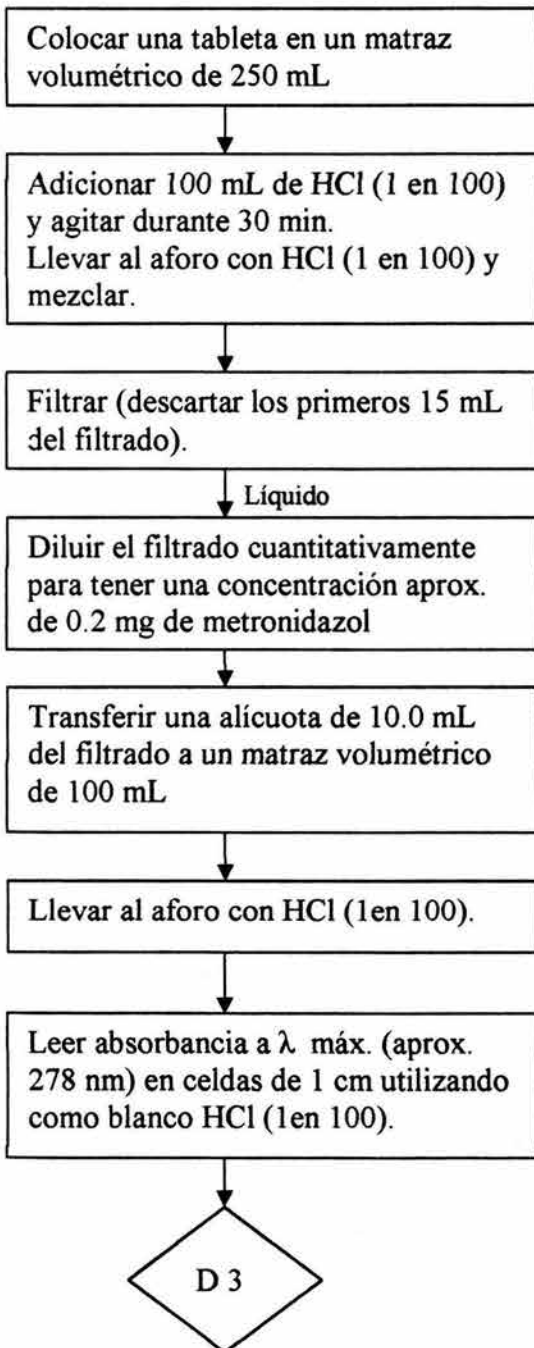 Colocar una tableta en un matraz
volumétrico de 250 mL
Adicionar 100 mL de HCl (1 en 100)
y agitar durante 30 min.
Llevar al aforo con HCl (1 en 100) y
mezclar.
Filtrar (descartar los primeros 15 mL
del filtrado).
Líquido
Diluir el filtrado cuantitativamente
para tener una concentración aprox.
de 0.2 mg de metronidazol
Transferir una alícuota de 10.0 mL
del filtrado a un matraz volumétrico
de 100 mL
Llevar al aforo con HCl (1en 100).
Leer absorbancia a λ máx. (aprox.
278 nm) en celdas de 1 cm utilizando
como blanco HCl (1en 100).
D 3